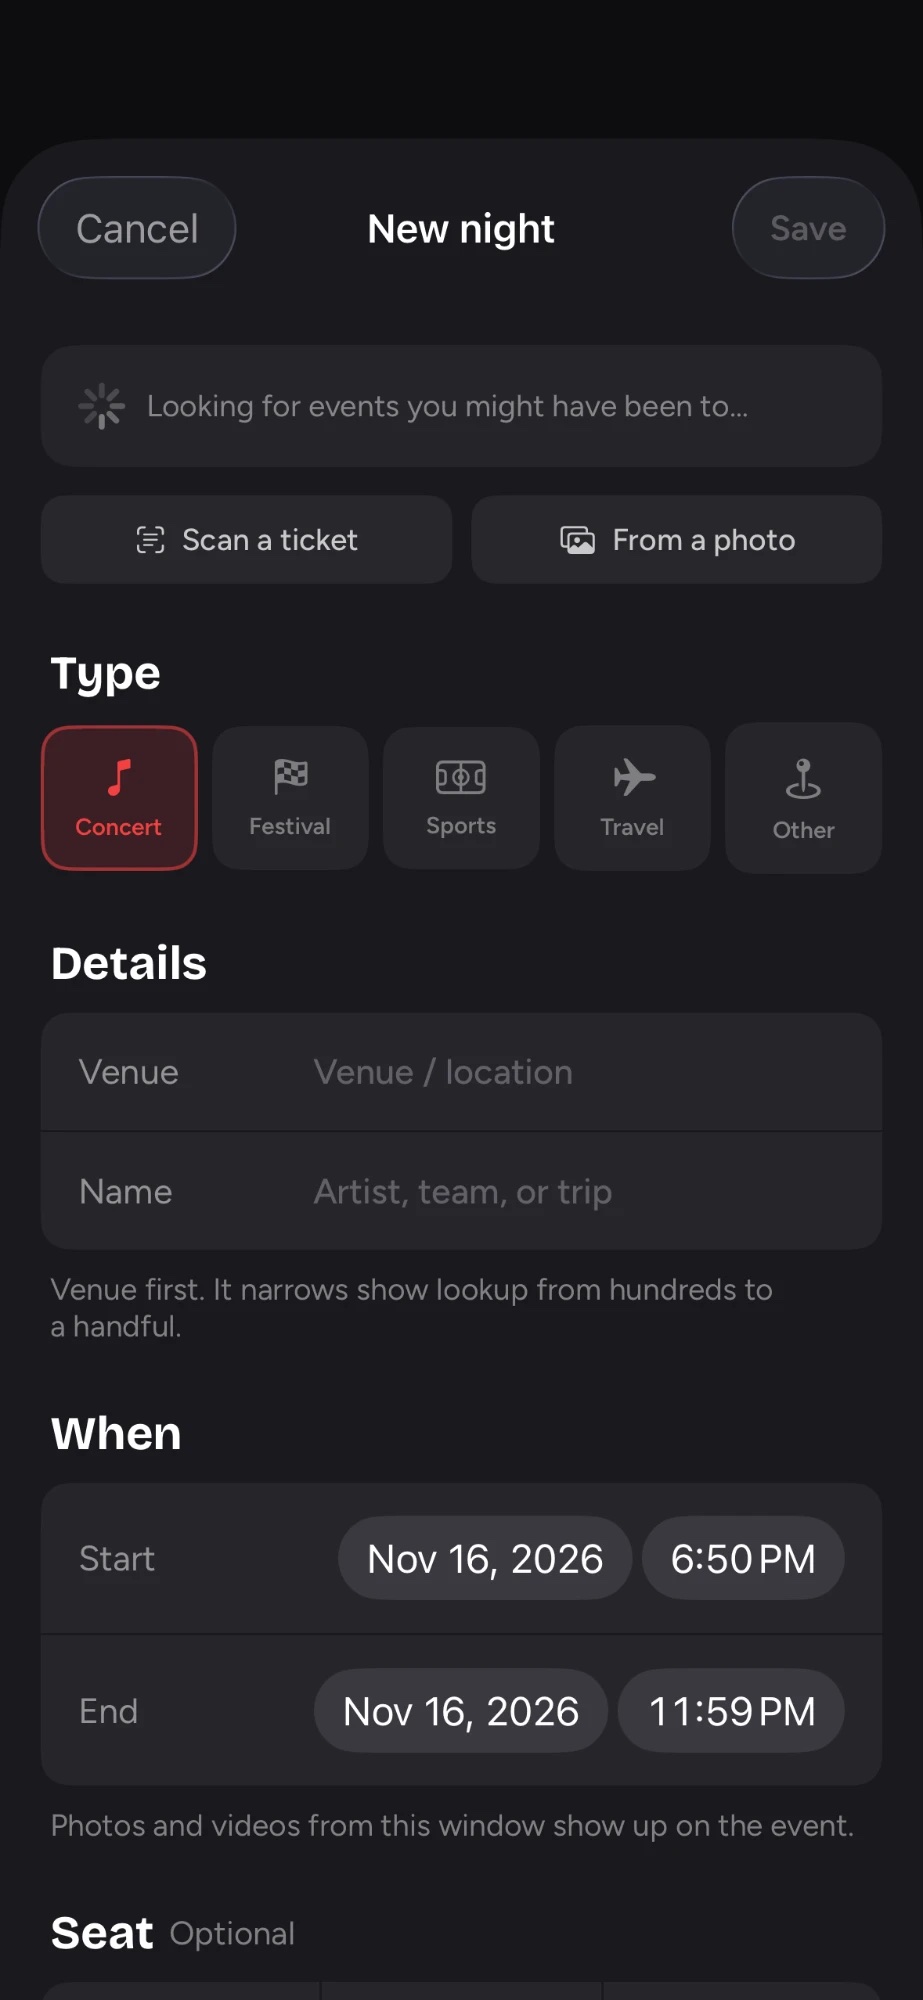 Cancel
New night
Save
Looking for events you might have been to...
Scan a ticket
From a photo
Type
Concert
Festival
Sports
Travel
Other
Details
Venue
Venue / location
Name
Artist, team, or trip
Venue first. It narrows show lookup from hundreds to
a handful.
When
Start
Nov 16, 2026
6:50 PM
End
Nov 16, 2026
11:59 PM
Photos and videos from this window show up on the event.
Seat Optional